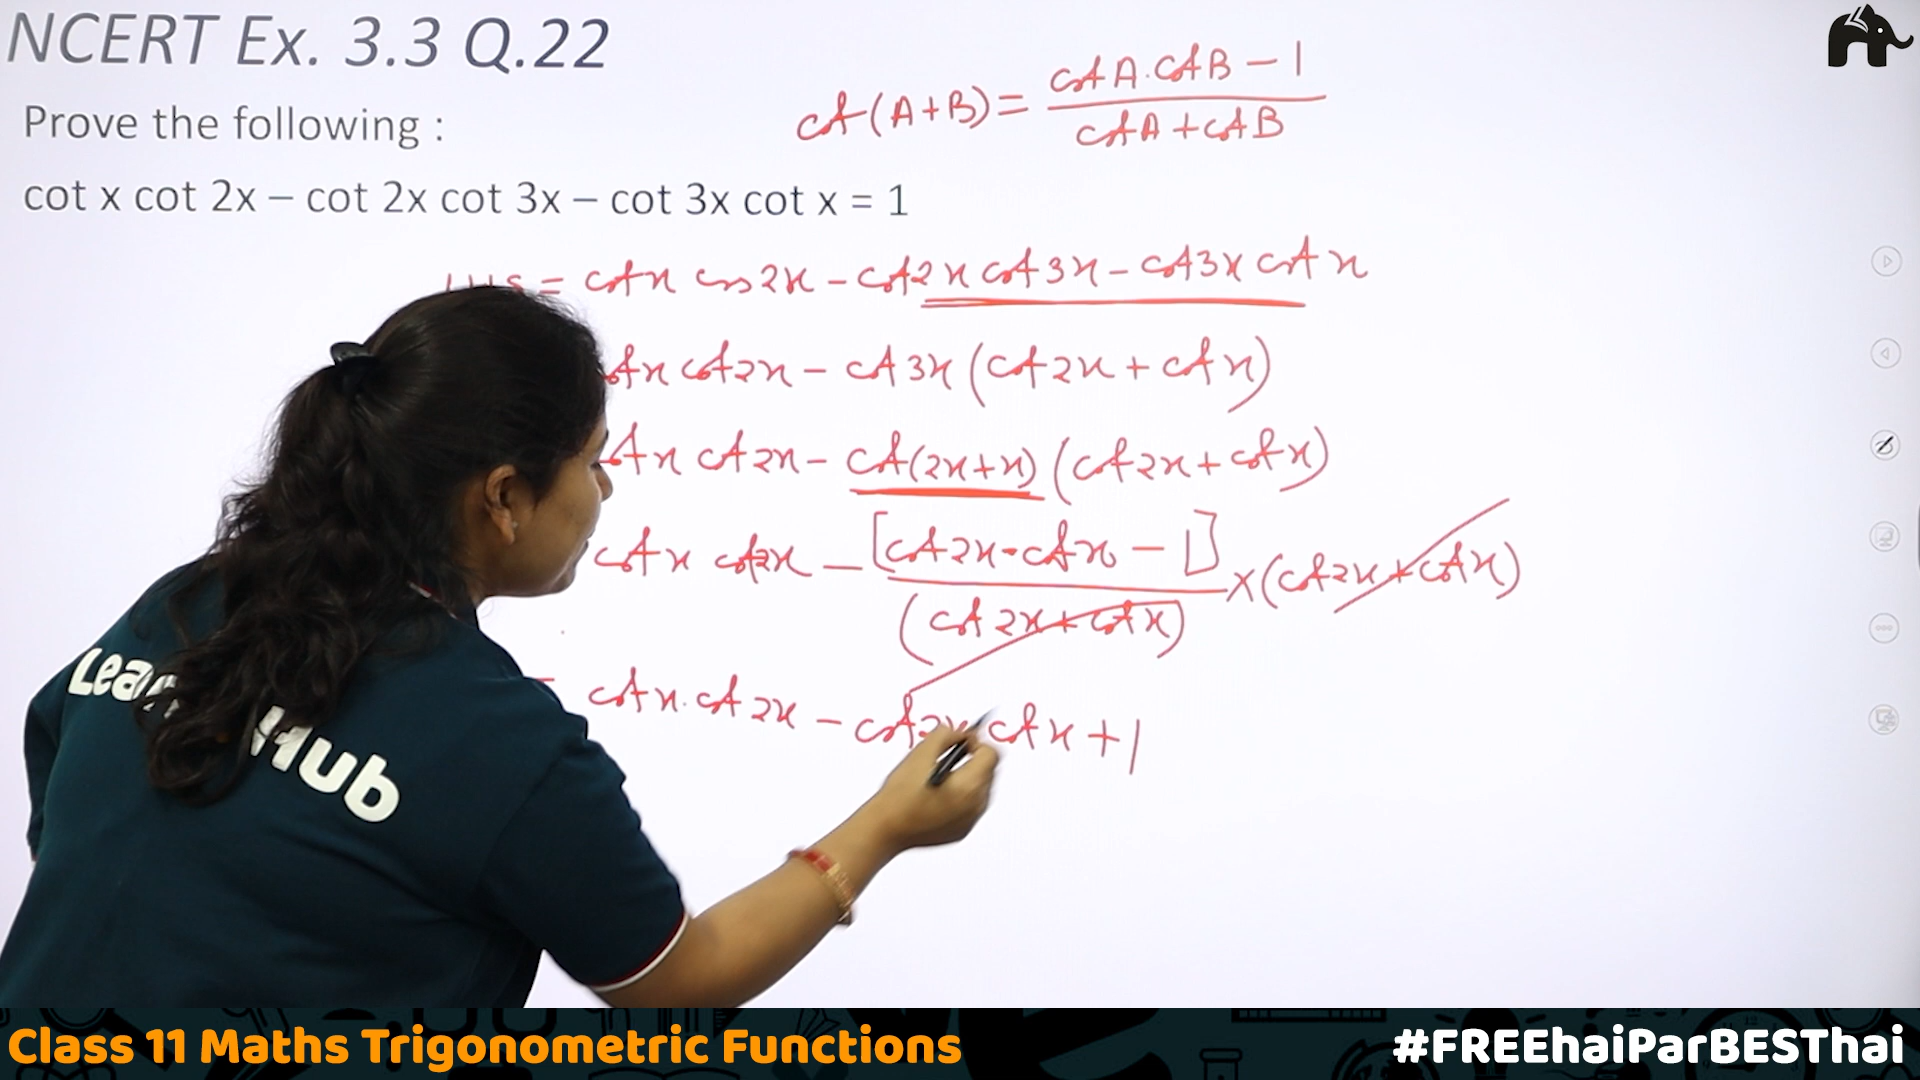 NCERT Ex. 3.3 Q.22
Prove the following :
cot x cot 2x – cot 2x cot 3x – cot 3x cot x = 1
cot(A+B) = cotA·cotB − 1
cotA + cotB
LHS = cotx cos2x − cot2x cot3x − cot3x cotx
cotx cot2x − cot3x (cot2x + cotx)
cotx cot2x − cot(2x+x) (cot2x + cotx)
cotx cot2x − [cot2x·cotx − 1] × (cot2x + cotx)
(cot2x + cotx)
= cotx·cot2x − cot2x cotx + 1
Learn Hub
Class 11 Maths Trigonometric Functions
#FREEhaiParBESThai